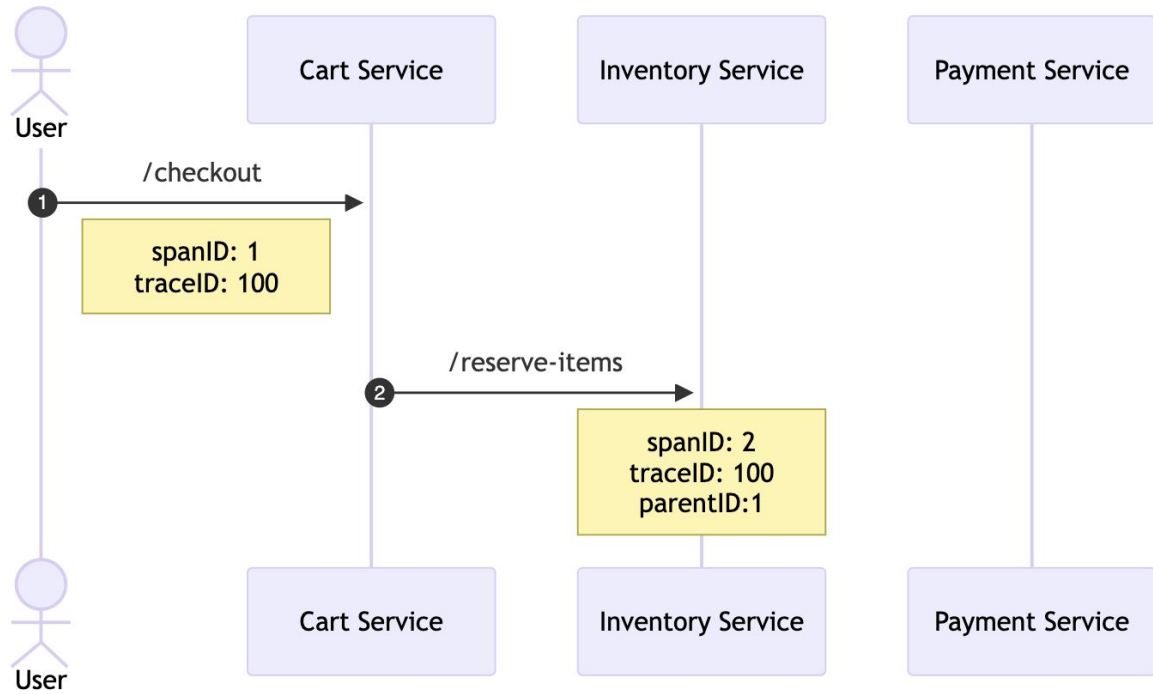 Cart Service
Inventory Service
Payment Service
User
/checkout
1
spanID: 1
traceID: 100
/reserve-items
2
spanID: 2
traceID: 100
parentID:1
Cart Service
Inventory Service
Payment Service
User